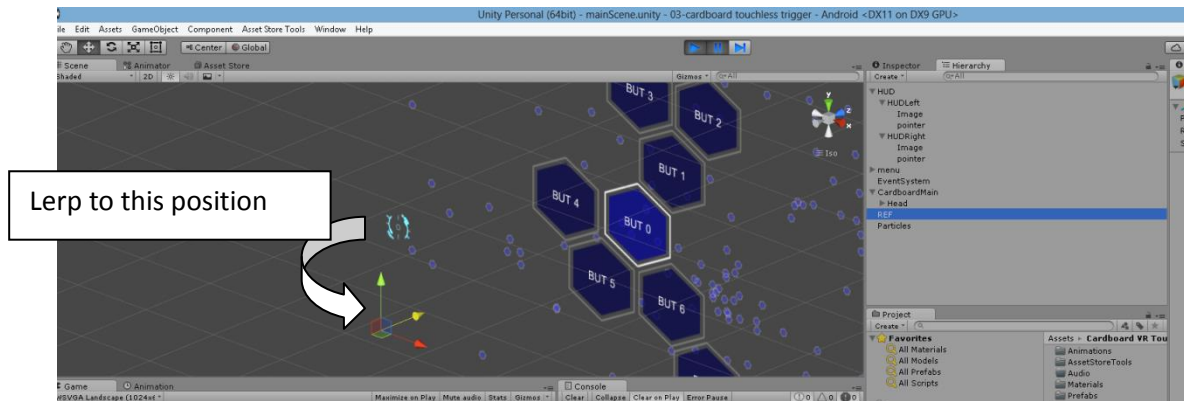 Unity Personal (64bit) - mainScene.unity - 03-cardboard touchless trigger - Android <DX11 on DX9 GPU>
Edit Assets GameObject Component Asset Store Tools Window Help
Center Global
Scene Animator Asset Store
Shaded 2D Gizmos All
Inspector Hierarchy
Create All
HUD
HUDLeft
Image
pointer
HUDRight
Image
pointer
menu
EventSystem
CardboardMain
Head
REF
Particles
y
z
x
Iso
BUT 3
BUT 2
BUT 1
BUT 4
BUT 0
BUT 5
BUT 6
Lerp to this position
Project
Create
Favorites
All Materials
All Models
All Prefabs
All Scripts
Assets ▸ Cardboard VR Tou
Animations
AssetStoreTools
Audio
Materials
Prefabs
Game Animation
Maximize on Play Mute audio Stats Gizmos
Console
Clear Collapse Clear on Play Error Pause
0 0 0